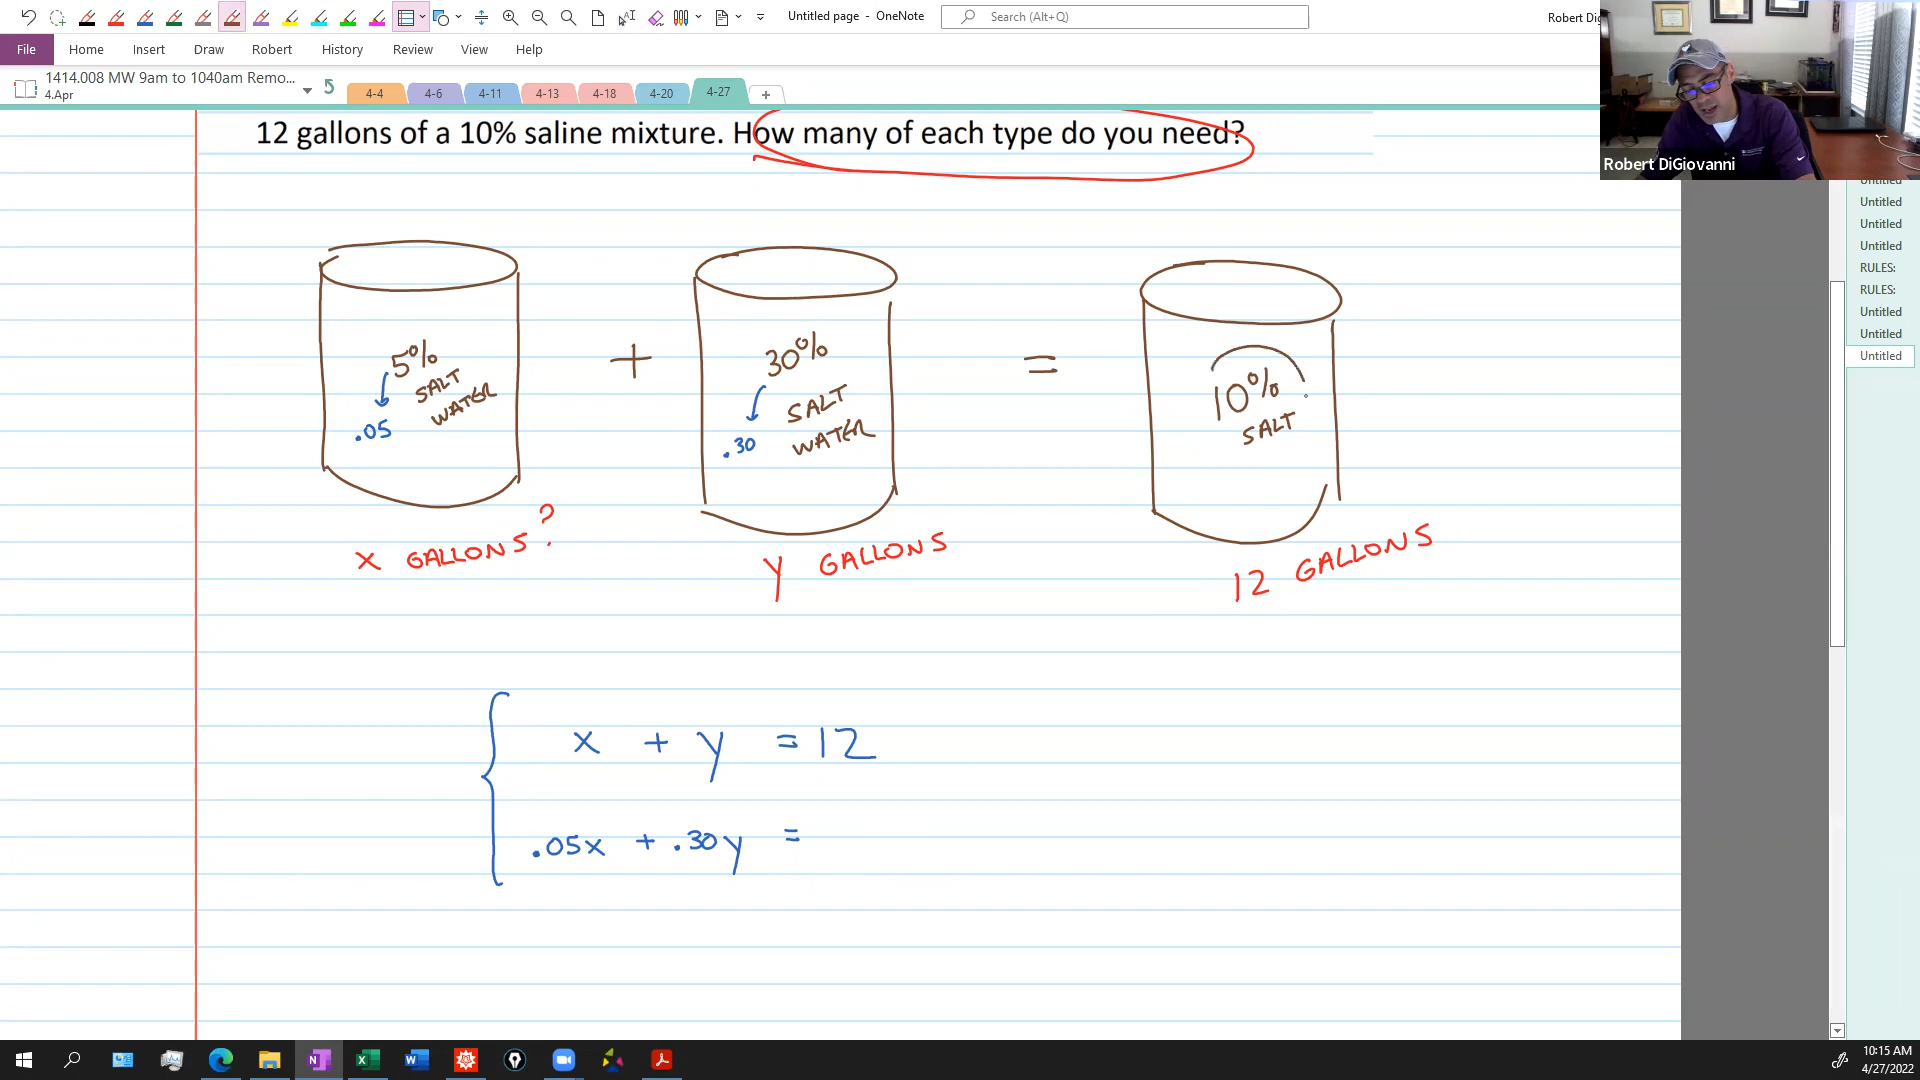 Untitled page - OneNote
Search (Alt+Q)
Robert Di
File Home Insert Draw Robert History Review View Help
1414.008 MW 9am to 1040am Remo...
4.Apr
4-4 4-6 4-11 4-13 4-18 4-20 4-27
Robert DiGiovanni
12 gallons of a 10% saline mixture. How many of each type do you need?
Untitled
Untitled
Untitled
Untitled
RULES:
RULES:
Untitled
Untitled
Untitled
5% SALT WATER
.05
+
30% SALT WATER
.30
=
10% SALT
X GALLONS?
y GALLONS
12 GALLONS
x + y = 12
.05x + .30y =
10:15 AM
4/27/2022